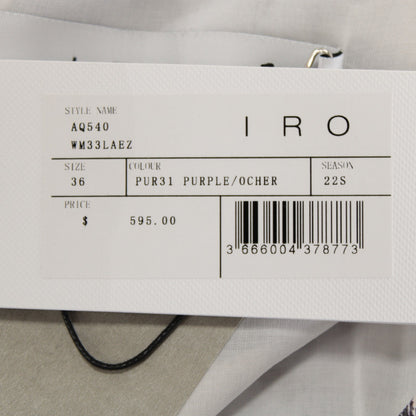 STYLE NAME
AQ540
WM33LAEZ
IRO
SIZE
36
COLOUR
PUR31 PURPLE/OCHER
SEASON
22S
PRICE
$ 595.00
3 666004 378773